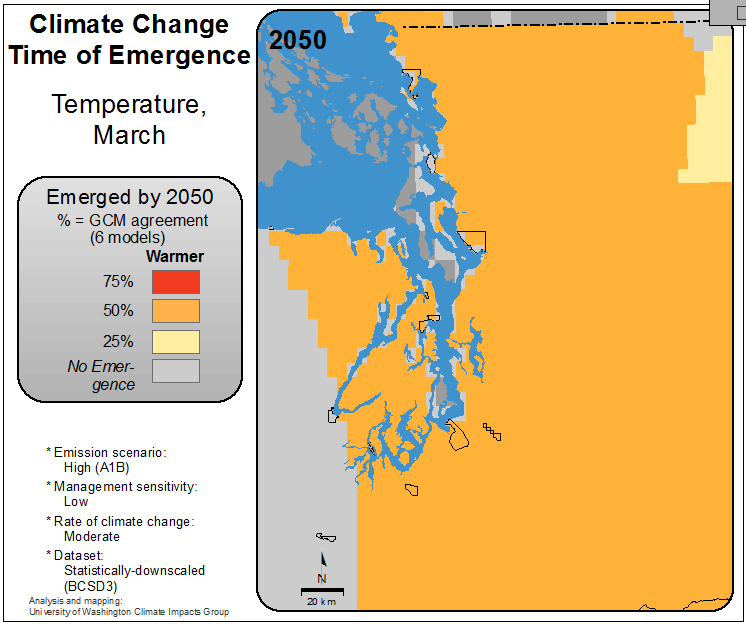 Climate Change
Time of Emergence
Temperature,
March
Emerged by 2050
% = GCM agreement
(6 models)
Warmer
75%
50%
25%
No Emer-
gence
* Emission scenario:
High (A1B)
* Management sensitivity:
Low
* Rate of climate change:
Moderate
* Dataset:
Statistically-downscaled
(BCSD3)
Analysis and mapping:
University of Washington Climate Impacts Group
2050
N
20 km